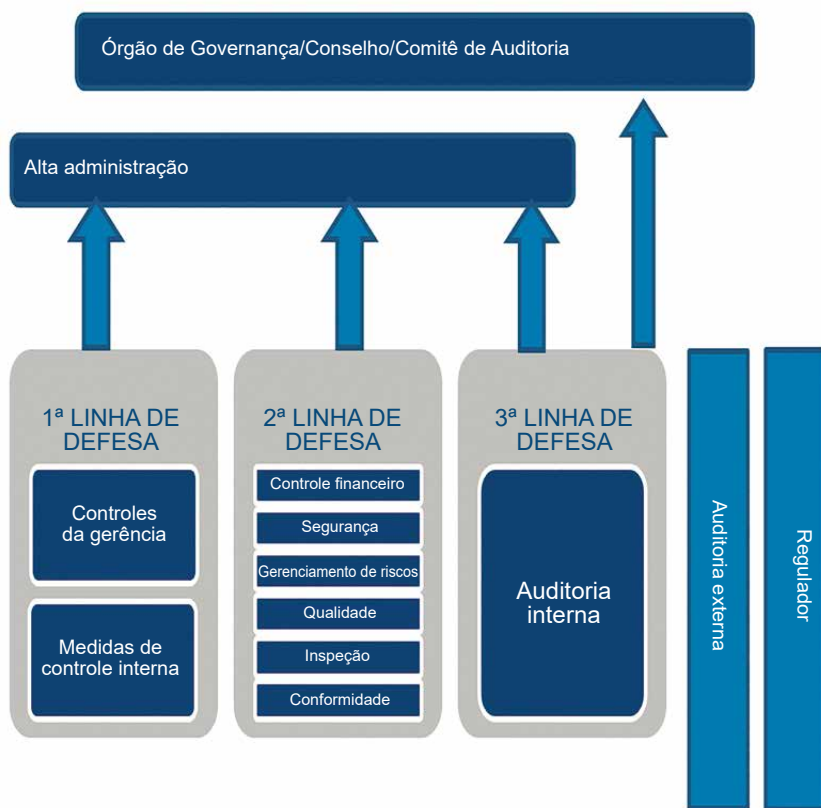 Órgão de Governança/Conselho/Comitê de Auditoria
Alta administração
1ª LINHA DE
DEFESA
Controles
da gerência
Medidas de
controle interna
2ª LINHA DE
DEFESA
Controle financeiro
Segurança
Gerenciamento de riscos
Qualidade
Inspeção
Conformidade
3ª LINHA DE
DEFESA
Auditoria
interna
Auditoria externa
Regulador